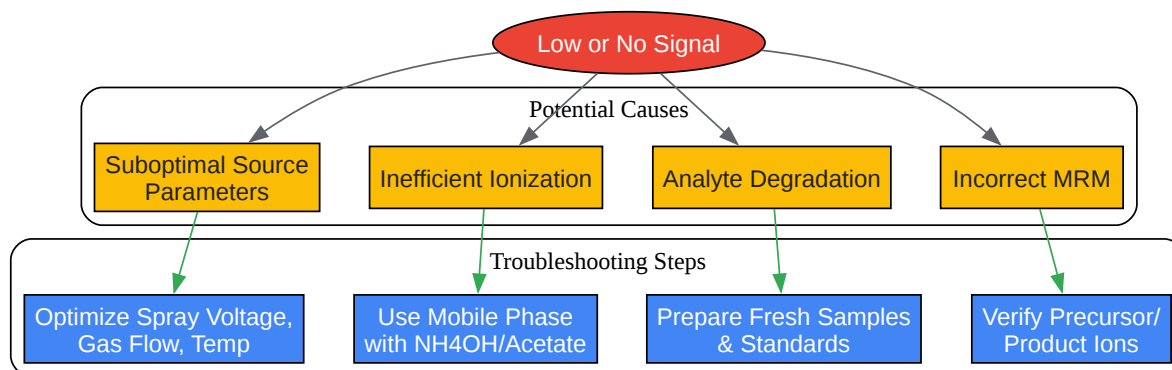 Low or No Signal
Potential Causes
Suboptimal Source
Parameters
Inefficient Ionization
Analyte Degradation
Incorrect MRM
Troubleshooting Steps
Optimize Spray Voltage,
Gas Flow, Temp
Use Mobile Phase
with NH4OH/Acetate
Prepare Fresh Samples
& Standards
Verify Precursor/
Product Ions